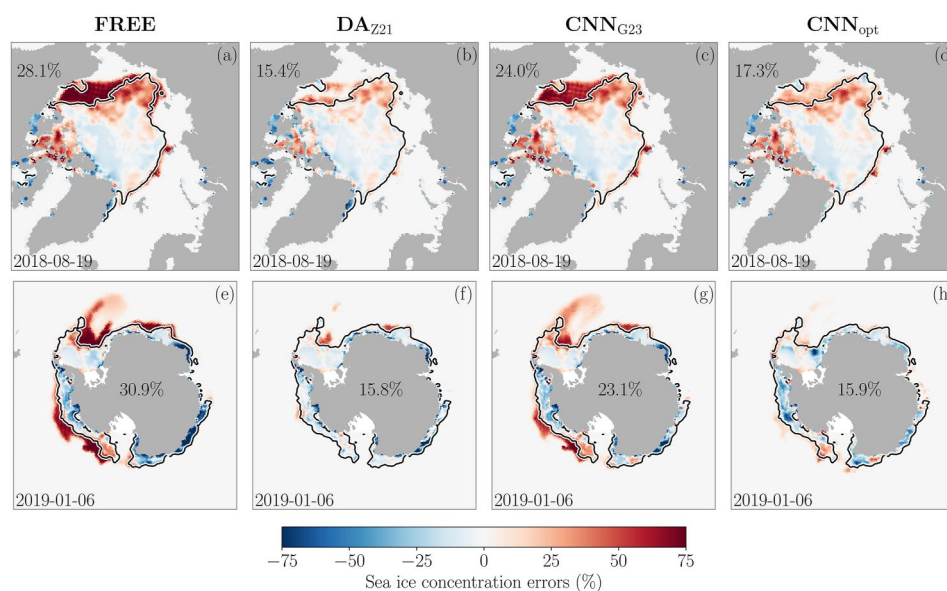 FREE DA_Z21 CNN_G23 CNN_opt
(a) (b) (c) (d)
28.1% 15.4% 24.0% 17.3%
2018-08-19 2018-08-19 2018-08-19 2018-08-19
(e) (f) (g) (h)
30.9% 15.8% 23.1% 15.9%
2019-01-06 2019-01-06 2019-01-06 2019-01-06
−75 −50 −25 0 25 50 75
Sea ice concentration errors (%)